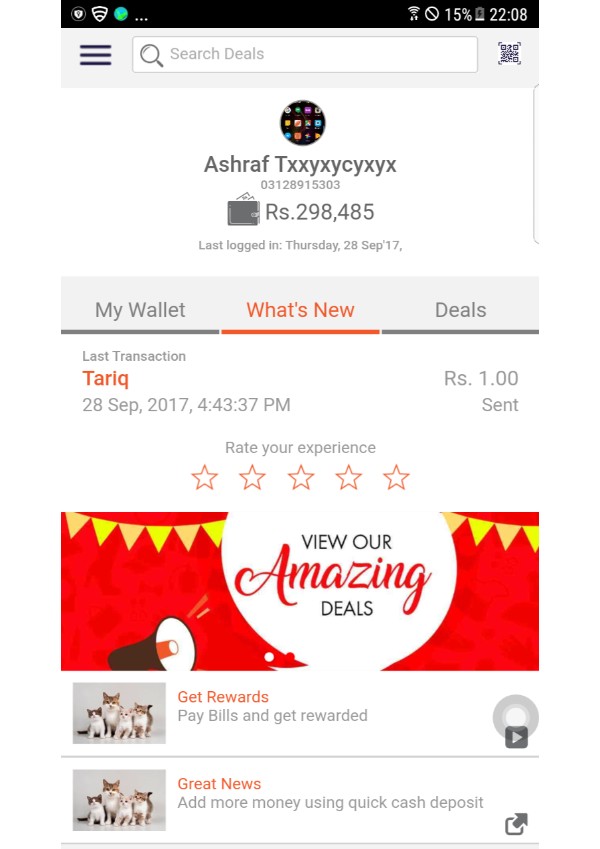 ... 15% 22:08
Search Deals
Ashraf Txxyxycyxyx
03128915303
Rs.298,485
Last logged in: Thursday, 28 Sep'17,
My Wallet What's New Deals
Last Transaction
Tariq Rs. 1.00
28 Sep, 2017, 4:43:37 PM Sent
Rate your experience
VIEW OUR
Amazing
DEALS
Get Rewards
Pay Bills and get rewarded
Great News
Add more money using quick cash deposit